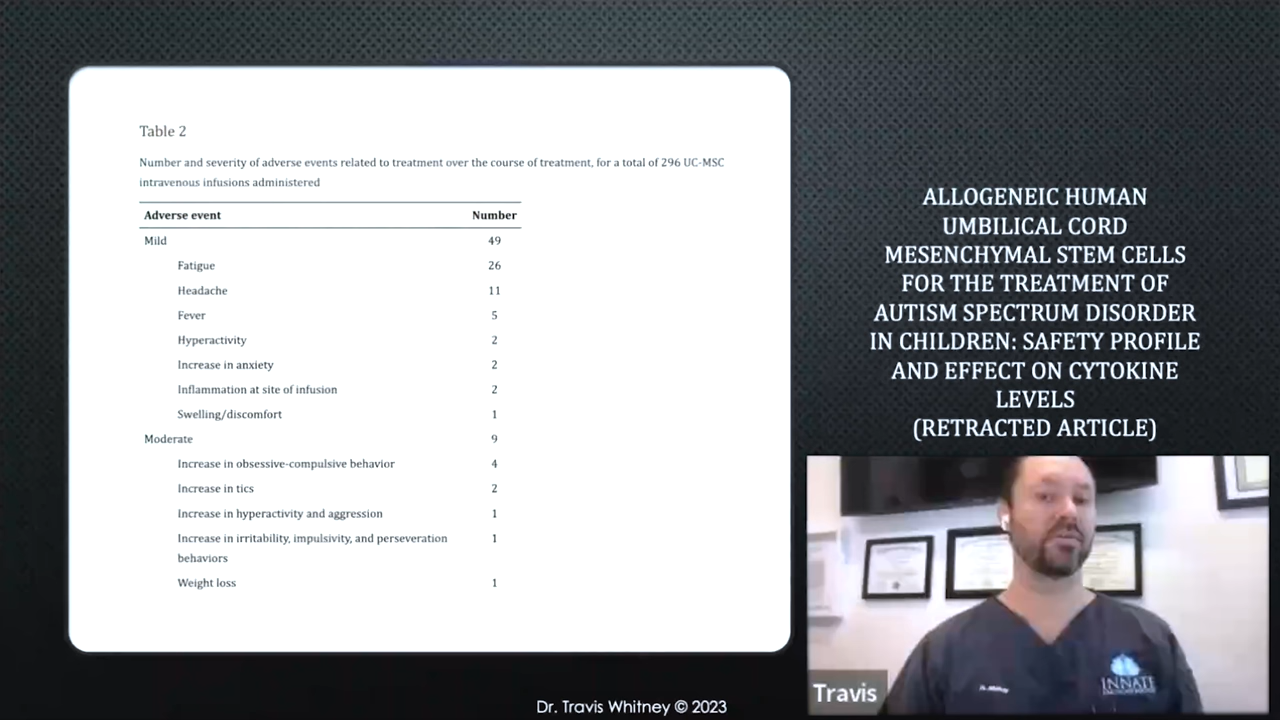 Table 2
Number and severity of adverse events related to treatment over the course of treatment, for a total of 296 UC-MSC
intravenous infusions administered
Adverse event Number
Mild 49
Fatigue 26
Headache 11
Fever 5
Hyperactivity 2
Increase in anxiety 2
Inflammation at site of infusion 2
Swelling/discomfort 1
Moderate 9
Increase in obsessive-compulsive behavior 4
Increase in tics 2
Increase in hyperactivity and aggression 1
Increase in irritability, impulsivity, and perseveration 1
behaviors
Weight loss 1
ALLOGENEIC HUMAN
UMBILICAL CORD
MESENCHYMAL STEM CELLS
FOR THE TREATMENT OF
AUTISM SPECTRUM DISORDER
IN CHILDREN: SAFETY PROFILE
AND EFFECT ON CYTOKINE
LEVELS
(RETRACTED ARTICLE)
INNATE
Travis
Dr. Travis Whitney © 2023